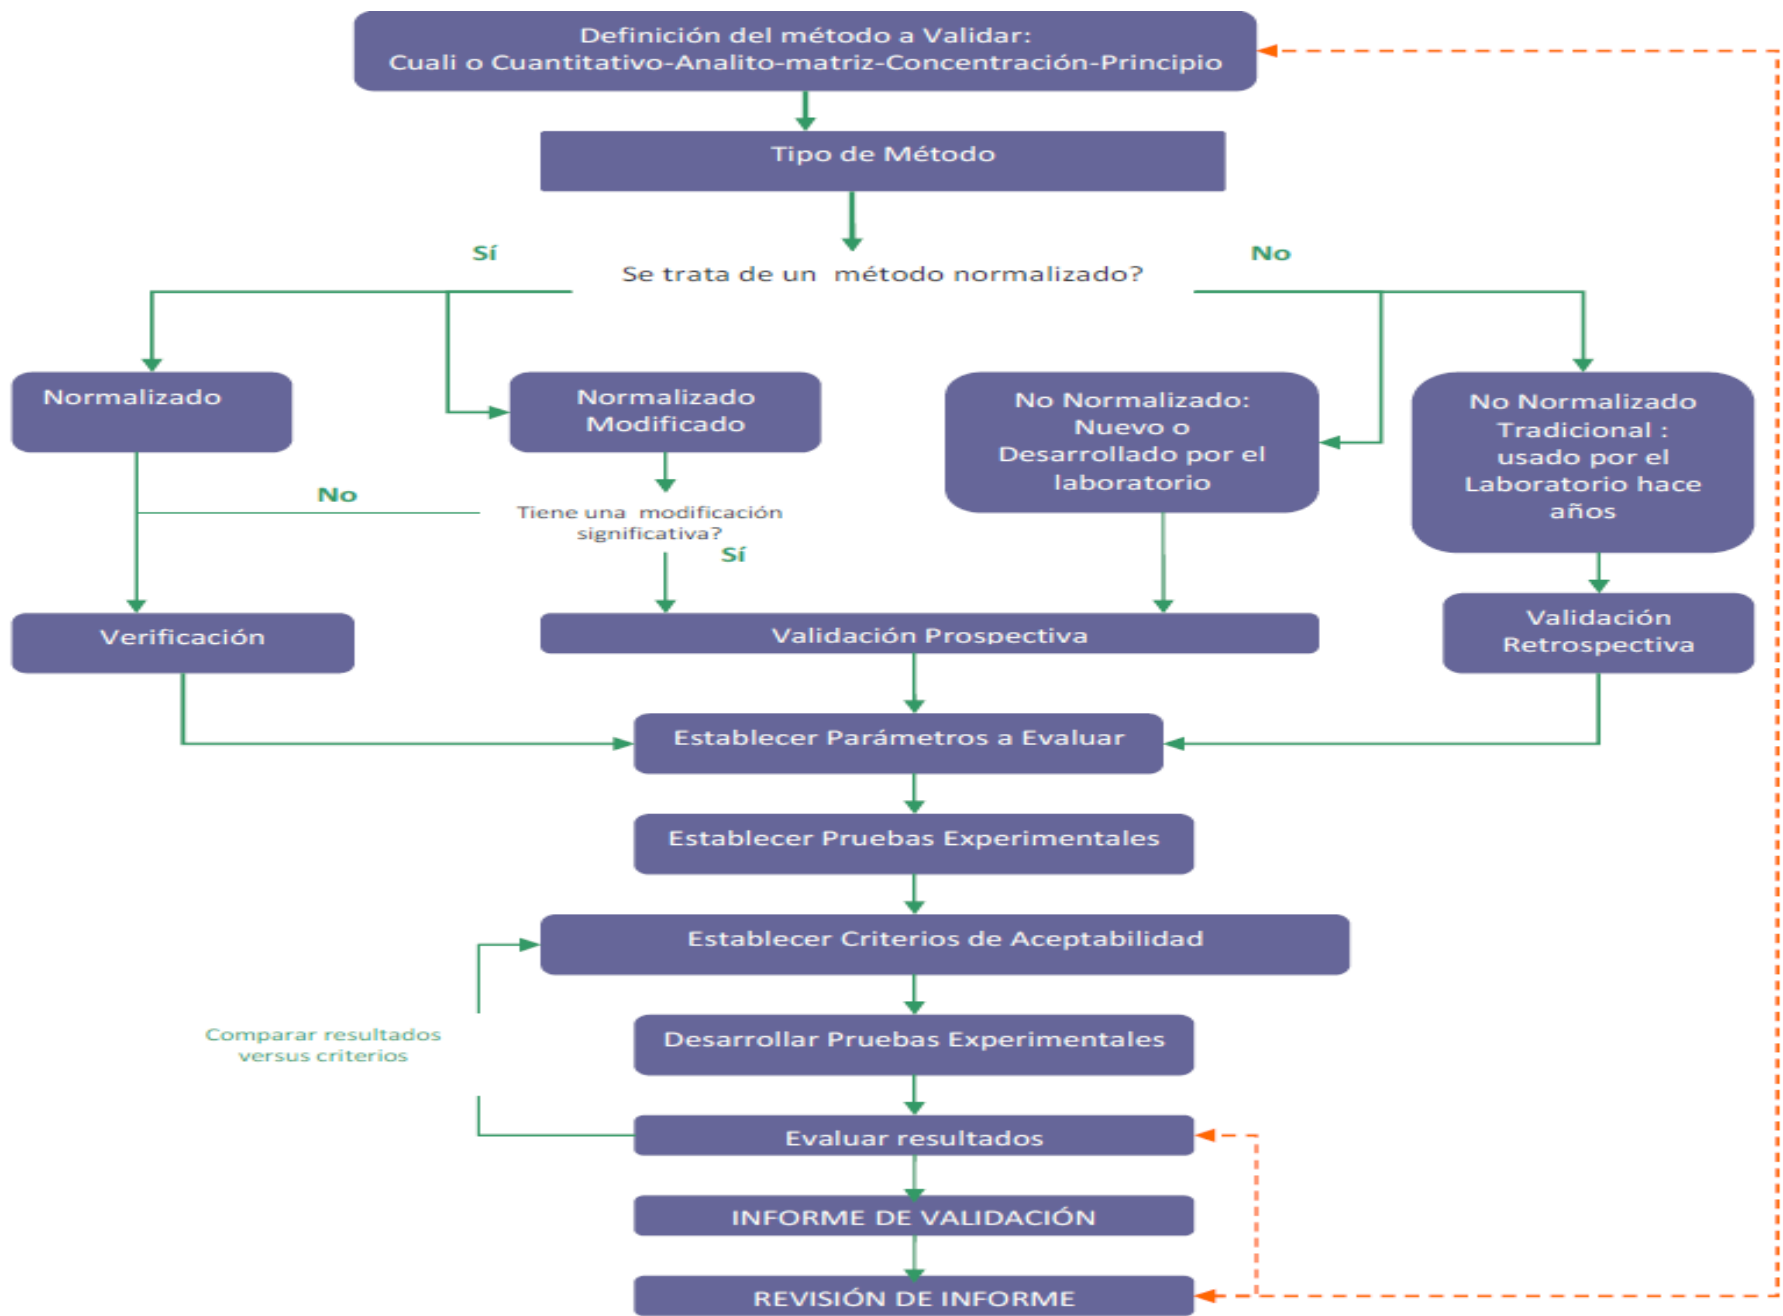 Definición del método a Validar:
Cuali o Cuantitativo-Analito-matriz-Concentración-Principio
Tipo de Método
Sí
No
Se trata de un método normalizado?
Normalizado
Normalizado
Modificado
No Normalizado:
Nuevo o
Desarrollado por el
laboratorio
No Normalizado
Tradicional :
usado por el
Laboratorio hace
años
No
Tiene una modificación
significativa?
Sí
Verificación
Validación Prospectiva
Validación
Retrospectiva
Establecer Parámetros a Evaluar
Establecer Pruebas Experimentales
Establecer Criterios de Aceptabilidad
Comparar resultados
versus criterios
Desarrollar Pruebas Experimentales
Evaluar resultados
INFORME DE VALIDACIÓN
REVISIÓN DE INFORME